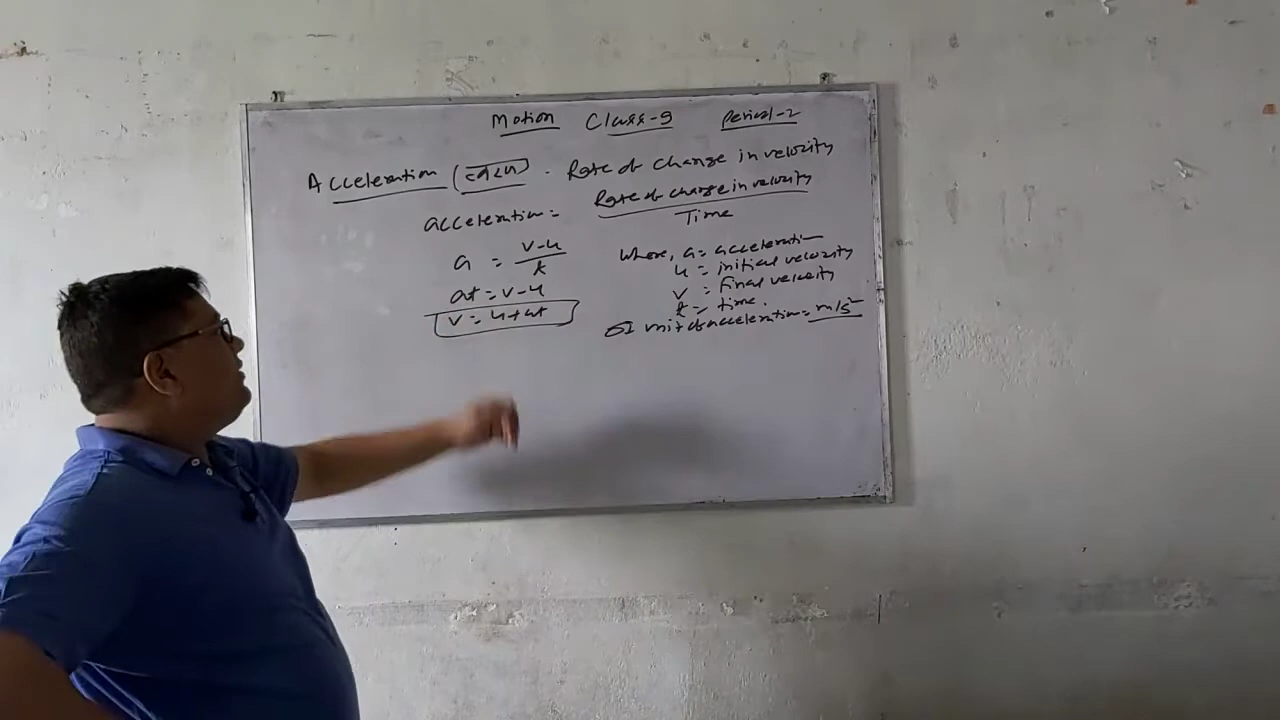 Motion Class-9 Period-2
Acceleration (त्वरण) . Rate of change in velocity
acceleration = Rate of change in velocity
Time
a = v-u
t
at = v-u
v = u+at
Where, a = acceleration
u = initial velocity
v = final velocity
t = time.
SI unit of acceleration = m/s²